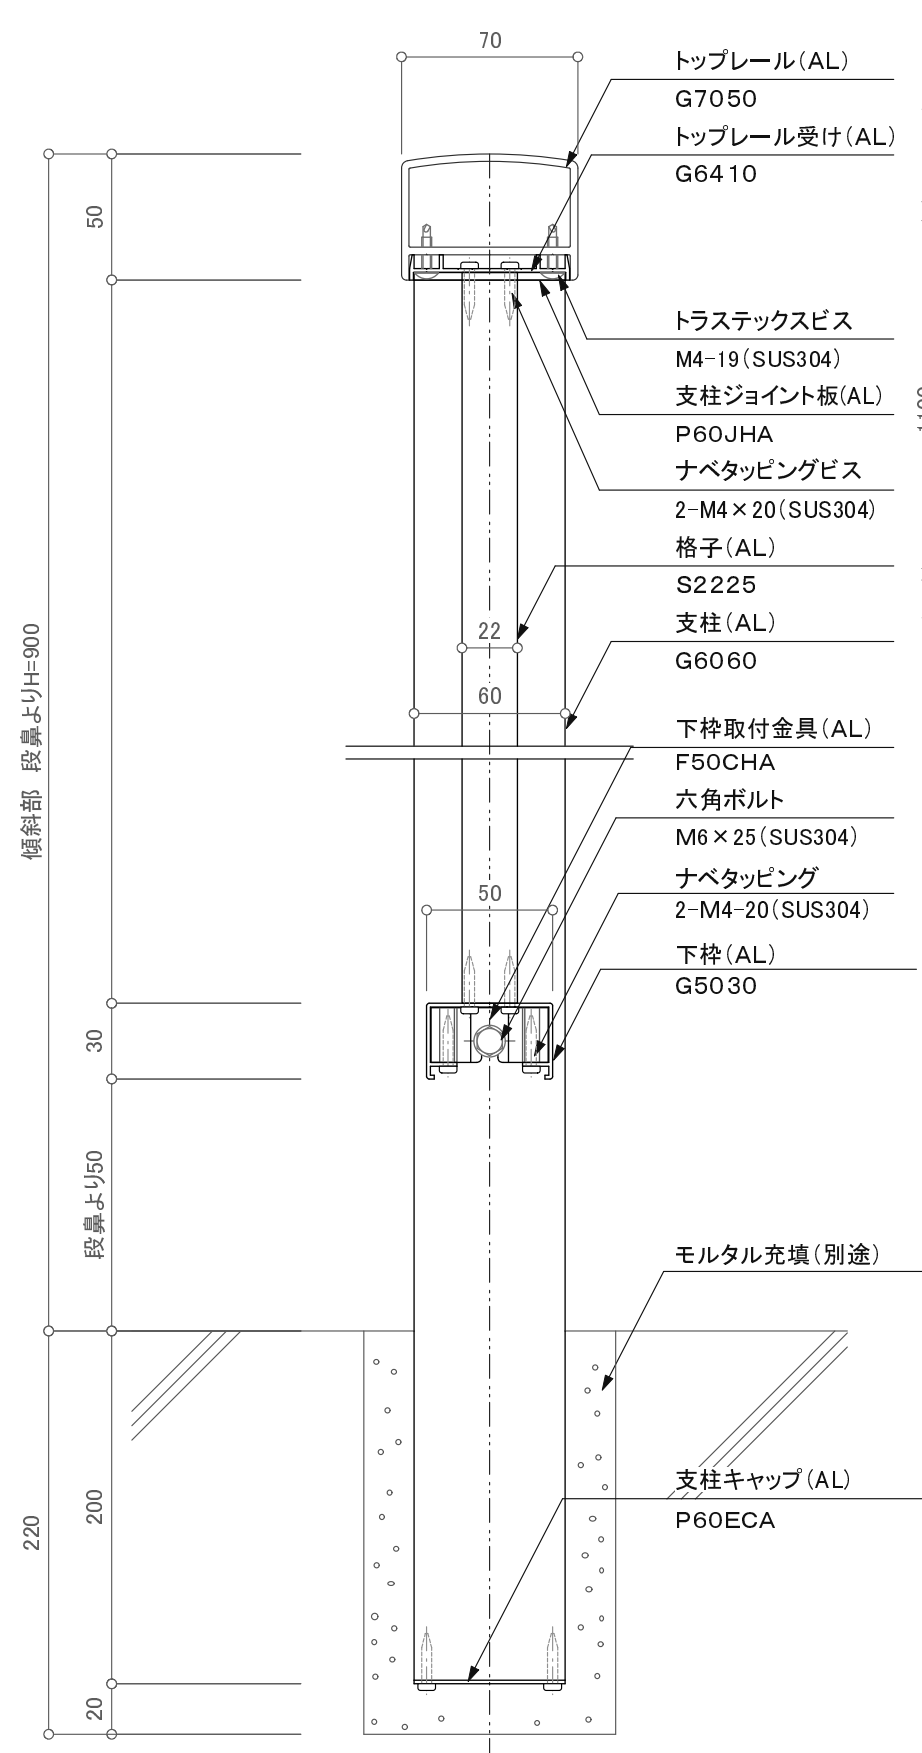 70
トップレール(AL)
G7050
トップレール受け(AL)
G6410
50
トラステックスビス
M4-19(SUS304)
支柱ジョイント板(AL)
P60JHA
ナベタッピングビス
2-M4×20(SUS304)
格子(AL)
S2225
22
支柱(AL)
G6060
60
傾斜部 段鼻よりH=900
下枠取付金具(AL)
F50CHA
六角ボルト
M6×25(SUS304)
50
ナベタッピング
2-M4-20(SUS304)
下枠(AL)
G5030
30
段鼻より50
モルタル充填(別途)
支柱キャップ(AL)
P60ECA
200
220
20